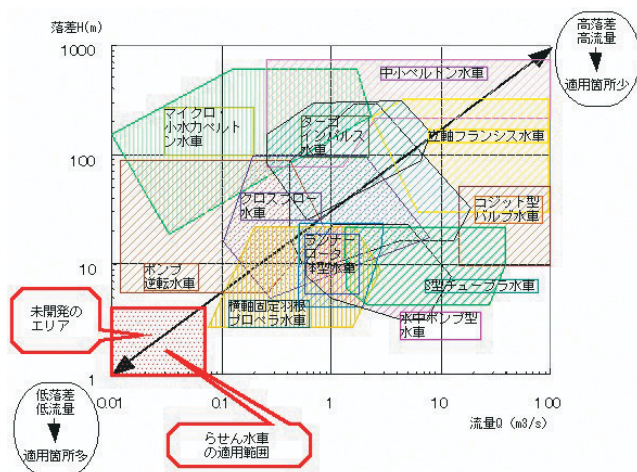 落差H(m)
高落差
高流量
適用箇所少
1000
中小ペルトン水車
マイクロ・
小水力ペルト
ン水車
ターゴ
インパルス
水車
立軸フランシス水車
100
クロスフロー
水車
コジット型
バルブ水車
ランナー
ロータ
体型水車
ポンプ
逆転水車
10
S型チューブラ水車
横軸固定羽根
プロペラ水車
水中ポンプ型
水車
未開発の
エリア
1
0.01
0.1
1
10
100
流量Q (m3/s)
低落差
低流量
適用箇所多
らせん水車
の適用範囲